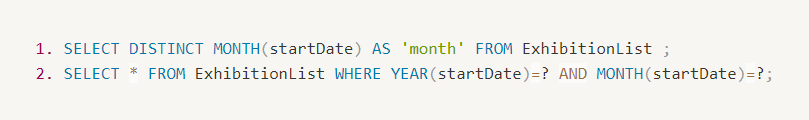 1. SELECT DISTINCT MONTH(startDate) AS 'month' FROM ExhibitionList ;
2. SELECT * FROM ExhibitionList WHERE YEAR(startDate)=? AND MONTH(startDate)=?;